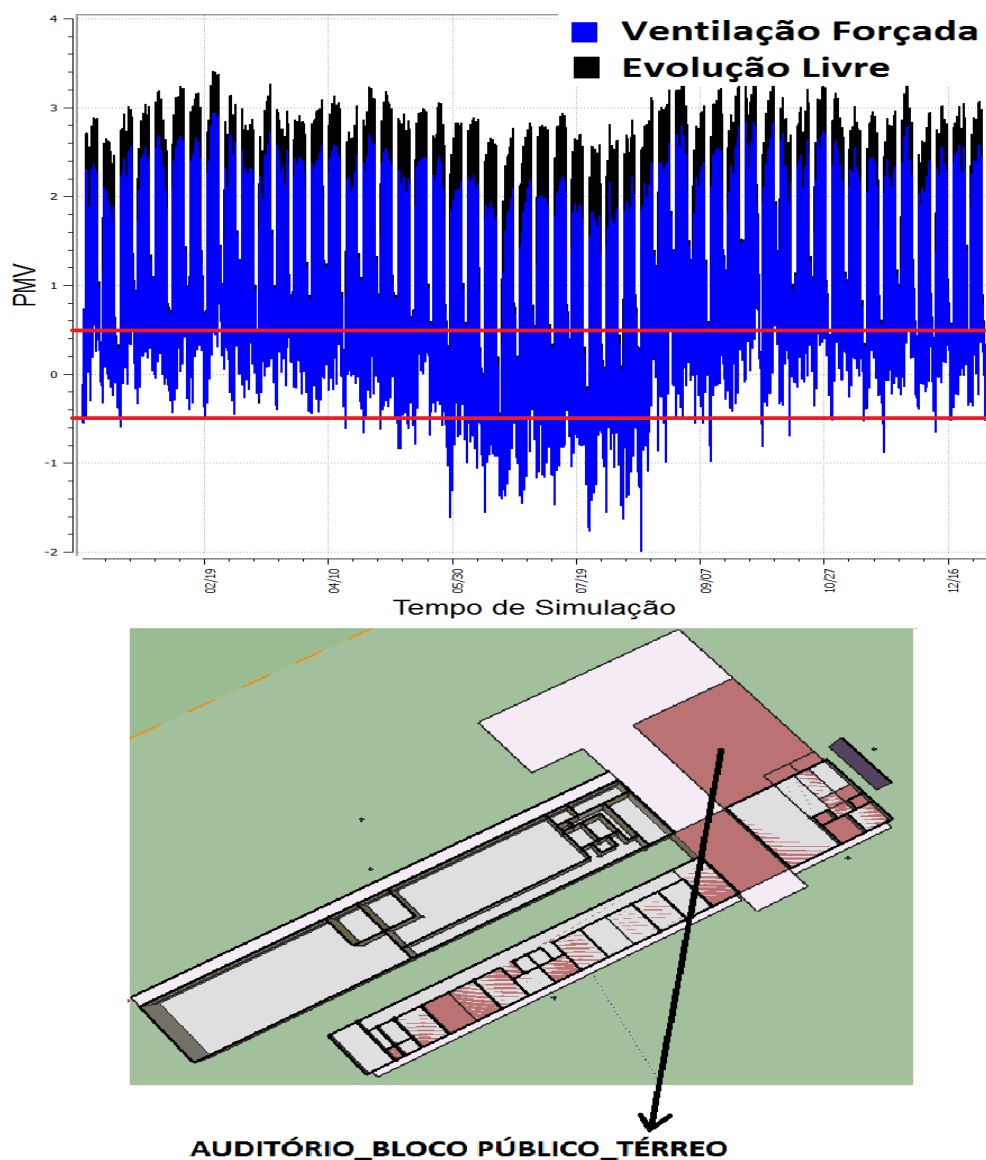 Ventilação Forçada
Evolução Livre
4
3
2
1
0
-1
-2
PMV
02/19
04/10
05/30
07/19
09/07
10/27
12/16
Tempo de Simulação
AUDITÓRIO_BLOCO PÚBLICO_TÉRREO